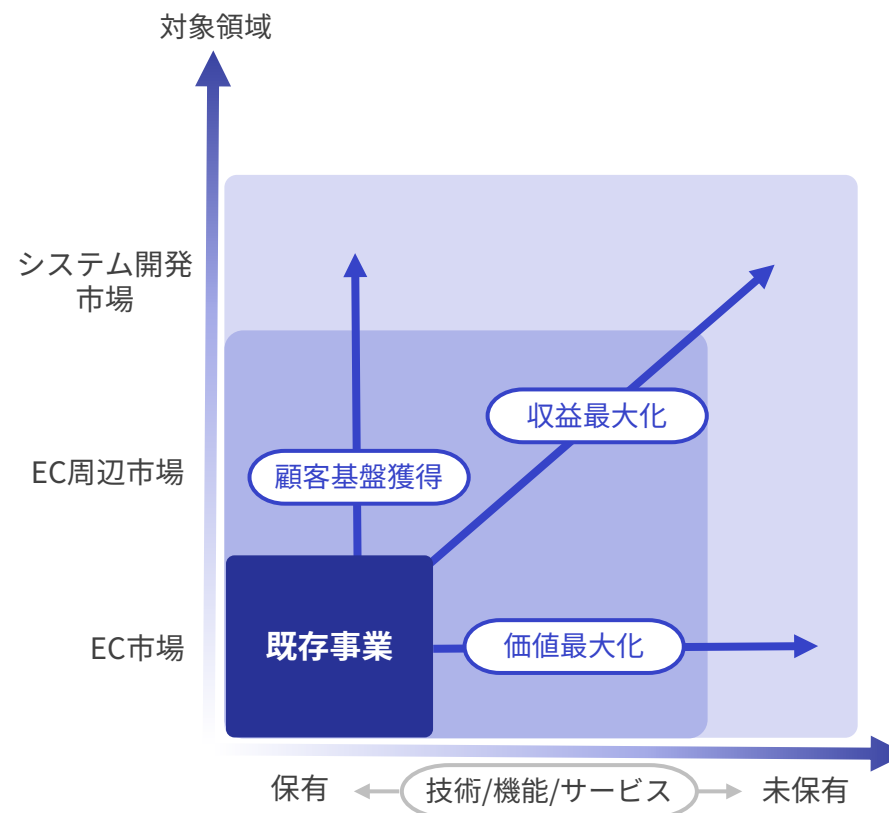 対象領域
システム開発
市場
収益最大化
EC周辺市場
顧客基盤獲得
EC市場
既存事業
価値最大化
保有
技術/機能/サービス
未保有